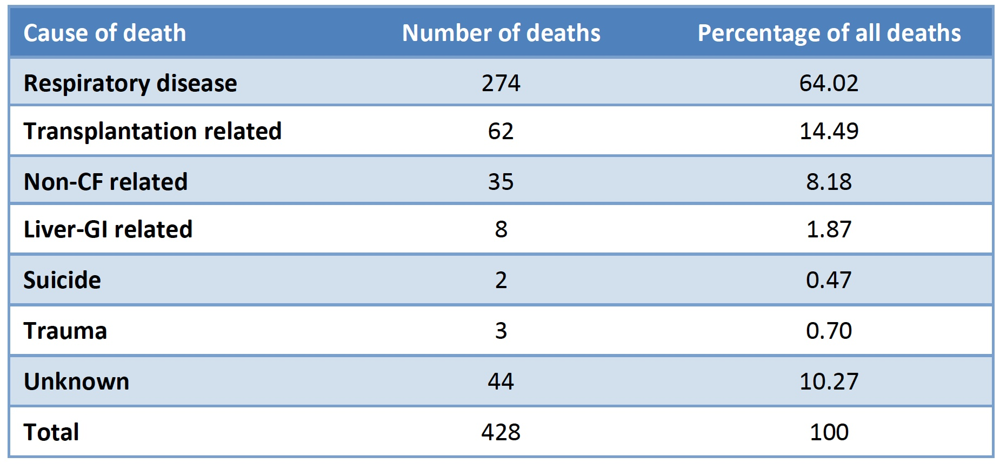 Cause of death Number of deaths Percentage of all deaths
Respiratory disease 274 64.02
Transplantation related 62 14.49
Non-CF related 35 8.18
Liver-GI related 8 1.87
Suicide 2 0.47
Trauma 3 0.70
Unknown 44 10.27
Total 428 100